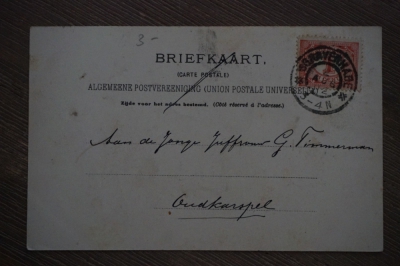 3-
BRIEFKAART.
(CARTE POSTALE)
ALGEMEENE POSTVEREENIGING (UNION POSTALE UNIVERSELLE)
Zijde voor het adres bestemd. (Côté réservé à l'adresse.)
Aan de Jonge Juffrouw G. Timmerman
Oudkarspel